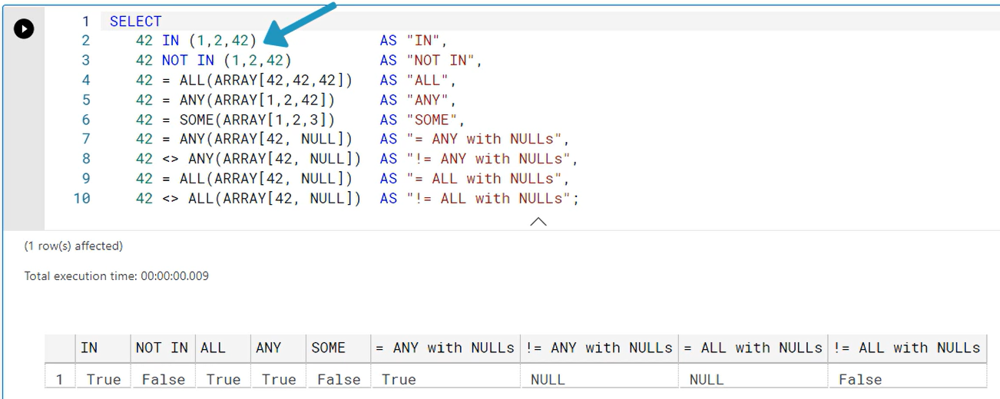 1 SELECT
2 42 IN (1,2,42) AS "IN",
3 42 NOT IN (1,2,42) AS "NOT IN",
4 42 = ALL(ARRAY[42,42,42]) AS "ALL",
5 42 = ANY(ARRAY[1,2,42]) AS "ANY",
6 42 = SOME(ARRAY[1,2,3]) AS "SOME",
7 42 = ANY(ARRAY[42, NULL]) AS "= ANY with NULLs",
8 42 <> ANY(ARRAY[42, NULL]) AS "!= ANY with NULLs",
9 42 = ALL(ARRAY[42, NULL]) AS "= ALL with NULLs",
10 42 <> ALL(ARRAY[42, NULL]) AS "!= ALL with NULLs";
(1 row(s) affected)
Total execution time: 00:00:00.009
IN NOT IN ALL ANY SOME = ANY with NULLs != ANY with NULLs = ALL with NULLs != ALL with NULLs
1 True False True True False True NULL NULL False